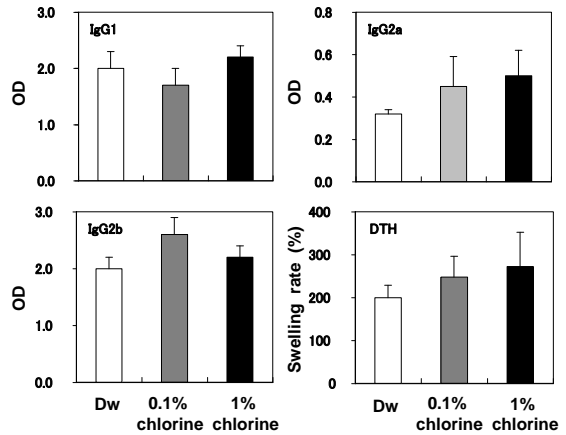 IgG1
3.0
2.0
1.0
0.0
OD
IgG2a
0.8
0.6
0.4
0.2
0.0
OD
IgG2b
3.0
2.0
1.0
0.0
OD
Dw
0.1%
chlorine
1%
chlorine
DTH
400
300
200
100
0
Swelling rate (%)
Dw
0.1%
chlorine
1%
chlorine